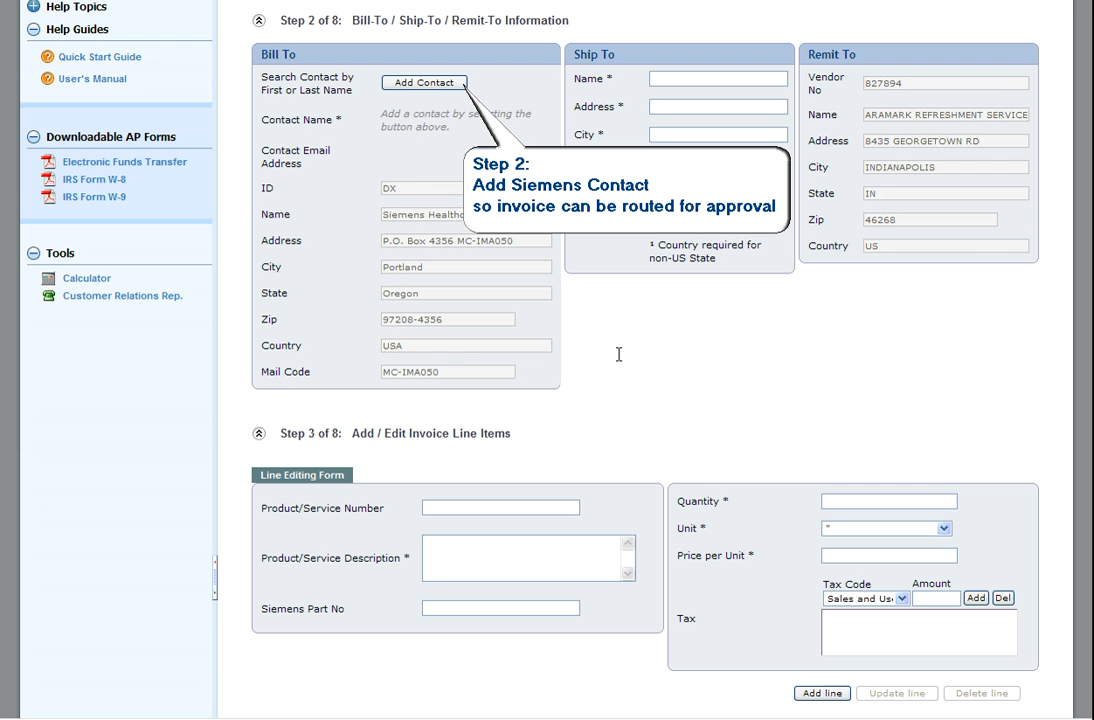 Help Topics
Help Guides
Quick Start Guide
User's Manual
Downloadable AP Forms
Electronic Funds Transfer
IRS Form W-8
IRS Form W-9
Tools
Calculator
Customer Relations Rep.
Step 2 of 8: Bill-To / Ship-To / Remit-To Information
Bill To
Search Contact by
First or Last Name
Add Contact
Contact Name *
Add a contact by selecting the
button above.
Contact Email
Address
ID DX
Name Siemens
Address P.O. Box 4356 MC-IMA050
City Portland
State Oregon
Zip 97208-4356
Country USA
Mail Code MC-IMA050
Ship To
Name *
Address *
City *
Step 2:
Add Siemens Contact
so invoice can be routed for approval
¹ Country required for
non-US State
Remit To
Vendor
No
827894
Name ARAMARK REFRESHMENT SERVICE
Address 8435 GEORGETOWN RD
City INDIANAPOLIS
State IN
Zip 46268
Country US
Step 3 of 8: Add / Edit Invoice Line Items
Line Editing Form
Product/Service Number
Product/Service Description *
Siemens Part No
Quantity *
Unit * *
Price per Unit *
Tax Code Amount
Sales and Us Add Del
Tax
Add line Update line Delete line